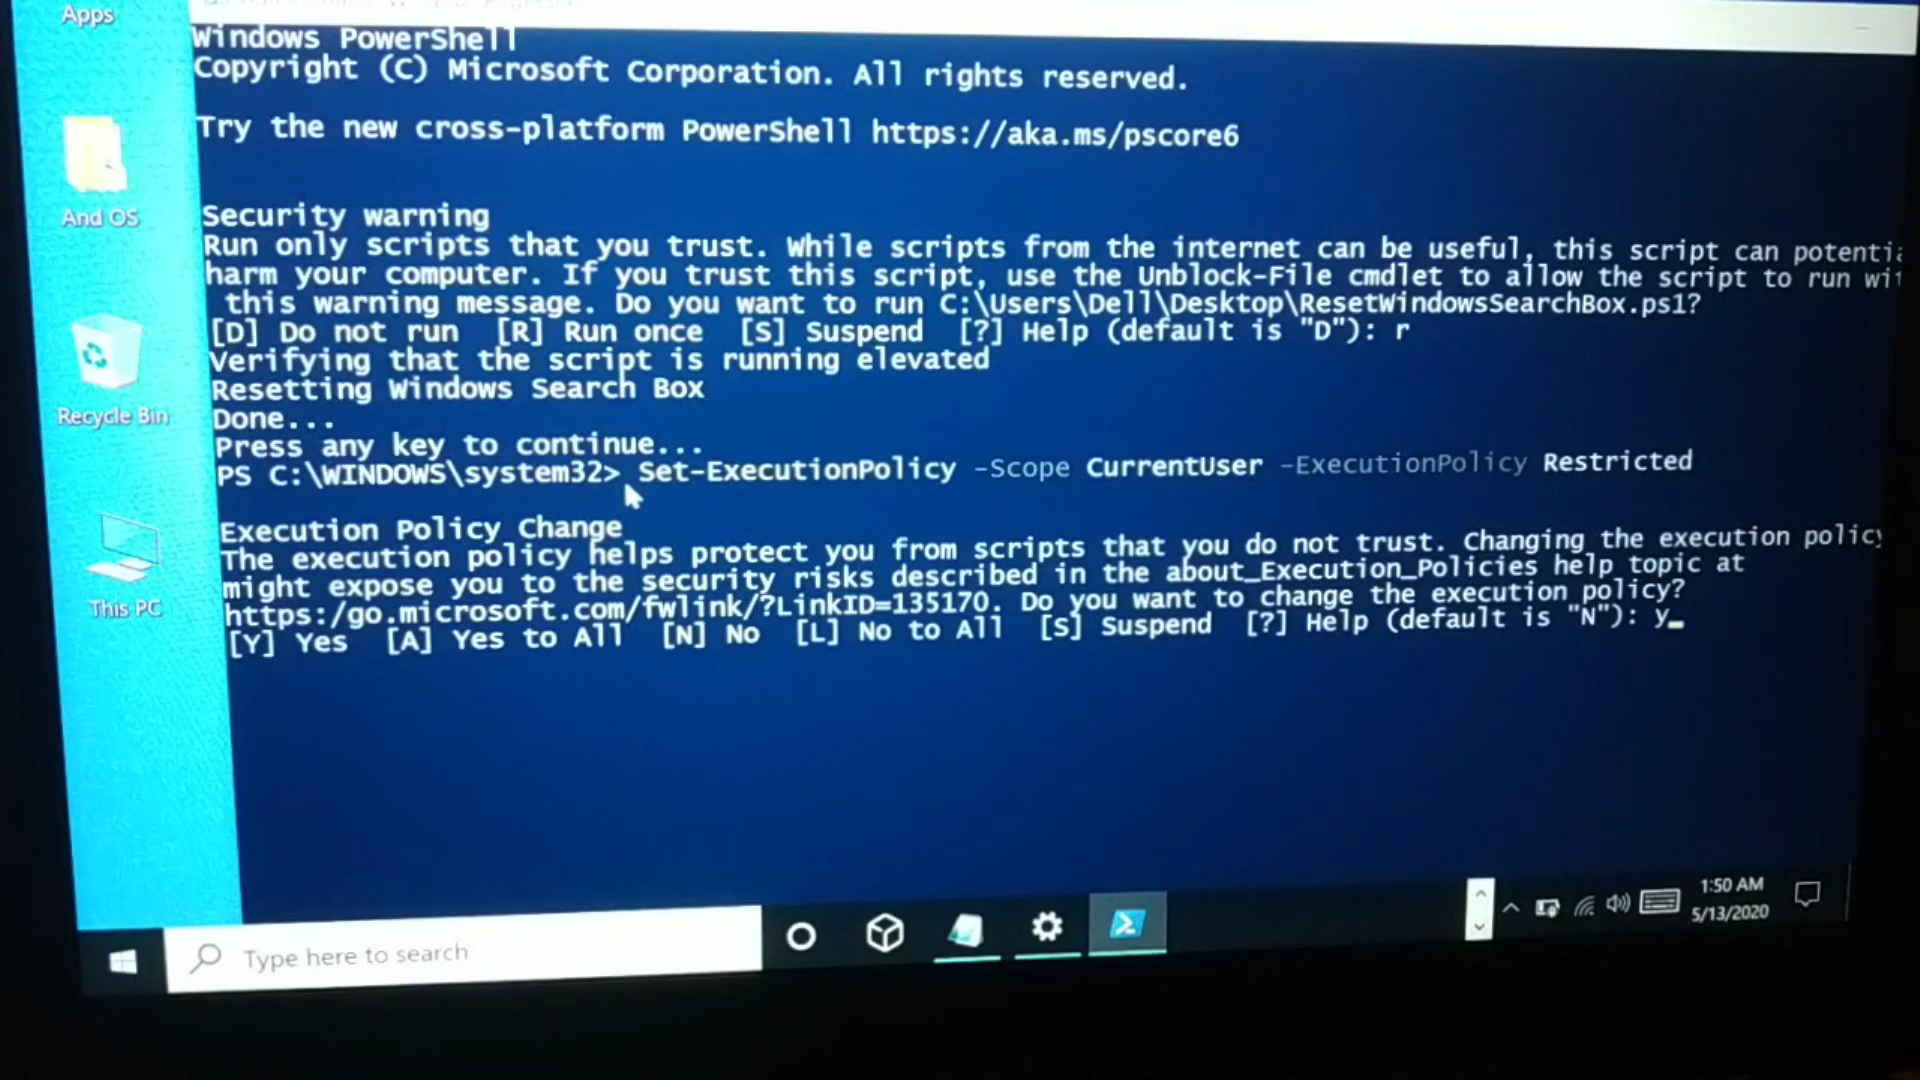 Apps
Windows PowerShell
Copyright (C) Microsoft Corporation. All rights reserved.
Try the new cross-platform PowerShell https://aka.ms/pscore6
And OS
Security warning
Run only scripts that you trust. While scripts from the internet can be useful, this script can potentia
harm your computer. If you trust this script, use the Unblock-File cmdlet to allow the script to run wit
this warning message. Do you want to run C:\Users\Dell\Desktop\ResetWindowsSearchBox.ps1?
[D] Do not run [R] Run once [S] Suspend [?] Help (default is "D"): r
Verifying that the script is running elevated
Resetting Windows Search Box
Done...
Press any key to continue...
PS C:\WINDOWS\system32> Set-ExecutionPolicy -Scope CurrentUser -ExecutionPolicy Restricted
Recycle Bin
Execution Policy Change
The execution policy helps protect you from scripts that you do not trust. Changing the execution policy
might expose you to the security risks described in the about_Execution_Policies help topic at
https:/go.microsoft.com/fwlink/?LinkID=135170. Do you want to change the execution policy?
[Y] Yes [A] Yes to All [N] No [L] No to All [S] Suspend [?] Help (default is "N"): y
This PC
Type here to search
1:50 AM
5/13/2020